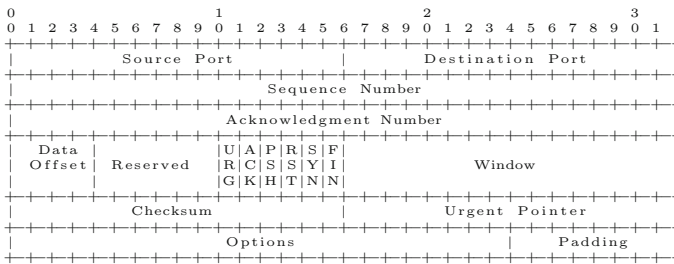 0 1 2 3
0 1 2 3 4 5 6 7 8 9 0 1 2 3 4 5 6 7 8 9 0 1 2 3 4 5 6 7 8 9 0 1
+-+-+-+-+-+-+-+-+-+-+-+-+-+-+-+-+-+-+-+-+-+-+-+-+-+-+-+-+-+-+-+-+
| Source Port | Destination Port
+-+-+-+-+-+-+-+-+-+-+-+-+-+-+-+-+-+-+-+-+-+-+-+-+-+-+-+-+-+-+-+-+
| Sequence Number
+-+-+-+-+-+-+-+-+-+-+-+-+-+-+-+-+-+-+-+-+-+-+-+-+-+-+-+-+-+-+-+-+
| Acknowledgment Number
+-+-+-+-+-+-+-+-+-+-+-+-+-+-+-+-+-+-+-+-+-+-+-+-+-+-+-+-+-+-+-+-+
| Data | |U|A|P|R|S|F|
| Offset| Reserved |R|C|S|S|Y|I| Window
| | |G|K|H|T|N|N|
+-+-+-+-+-+-+-+-+-+-+-+-+-+-+-+-+-+-+-+-+-+-+-+-+-+-+-+-+-+-+-+-+
| Checksum | Urgent Pointer
+-+-+-+-+-+-+-+-+-+-+-+-+-+-+-+-+-+-+-+-+-+-+-+-+-+-+-+-+-+-+-+-+
| Options | Padding
+-+-+-+-+-+-+-+-+-+-+-+-+-+-+-+-+-+-+-+-+-+-+-+-+-+-+-+-+-+-+-+-+